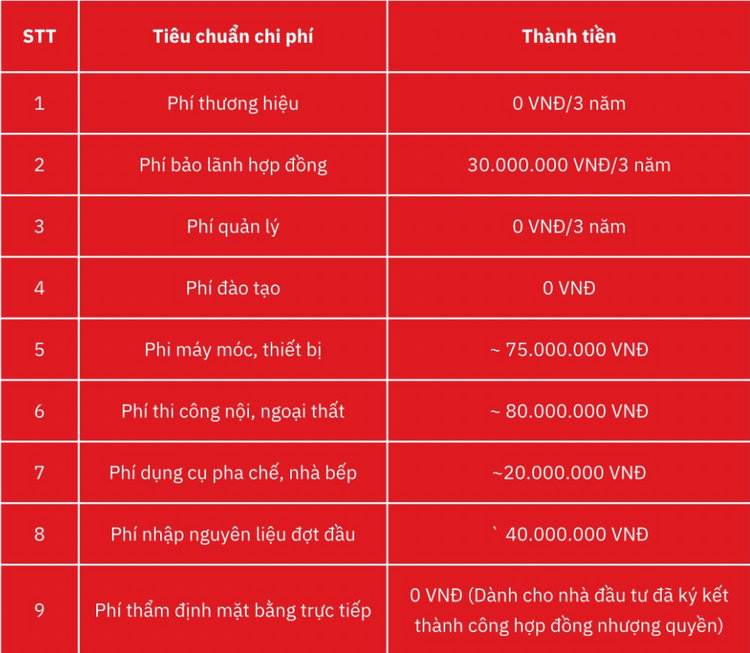 STT Tiêu chuẩn chi phí Thành tiền
1 Phí thương hiệu 0 VNĐ/3 năm
2 Phí bảo lãnh hợp đồng 30.000.000 VNĐ/3 năm
3 Phí quản lý 0 VNĐ/3 năm
4 Phí đào tạo 0 VNĐ
5 Phi máy móc, thiết bị ~ 75.000.000 VNĐ
6 Phí thi công nội, ngoại thất ~ 80.000.000 VNĐ
7 Phí dụng cụ pha chế, nhà bếp ~20.000.000 VNĐ
8 Phí nhập nguyên liệu đợt đầu ` 40.000.000 VNĐ
9 Phí thẩm định mặt bằng trực tiếp 0 VNĐ (Dành cho nhà đầu tư đã ký kết
thành công hợp đồng nhượng quyền)